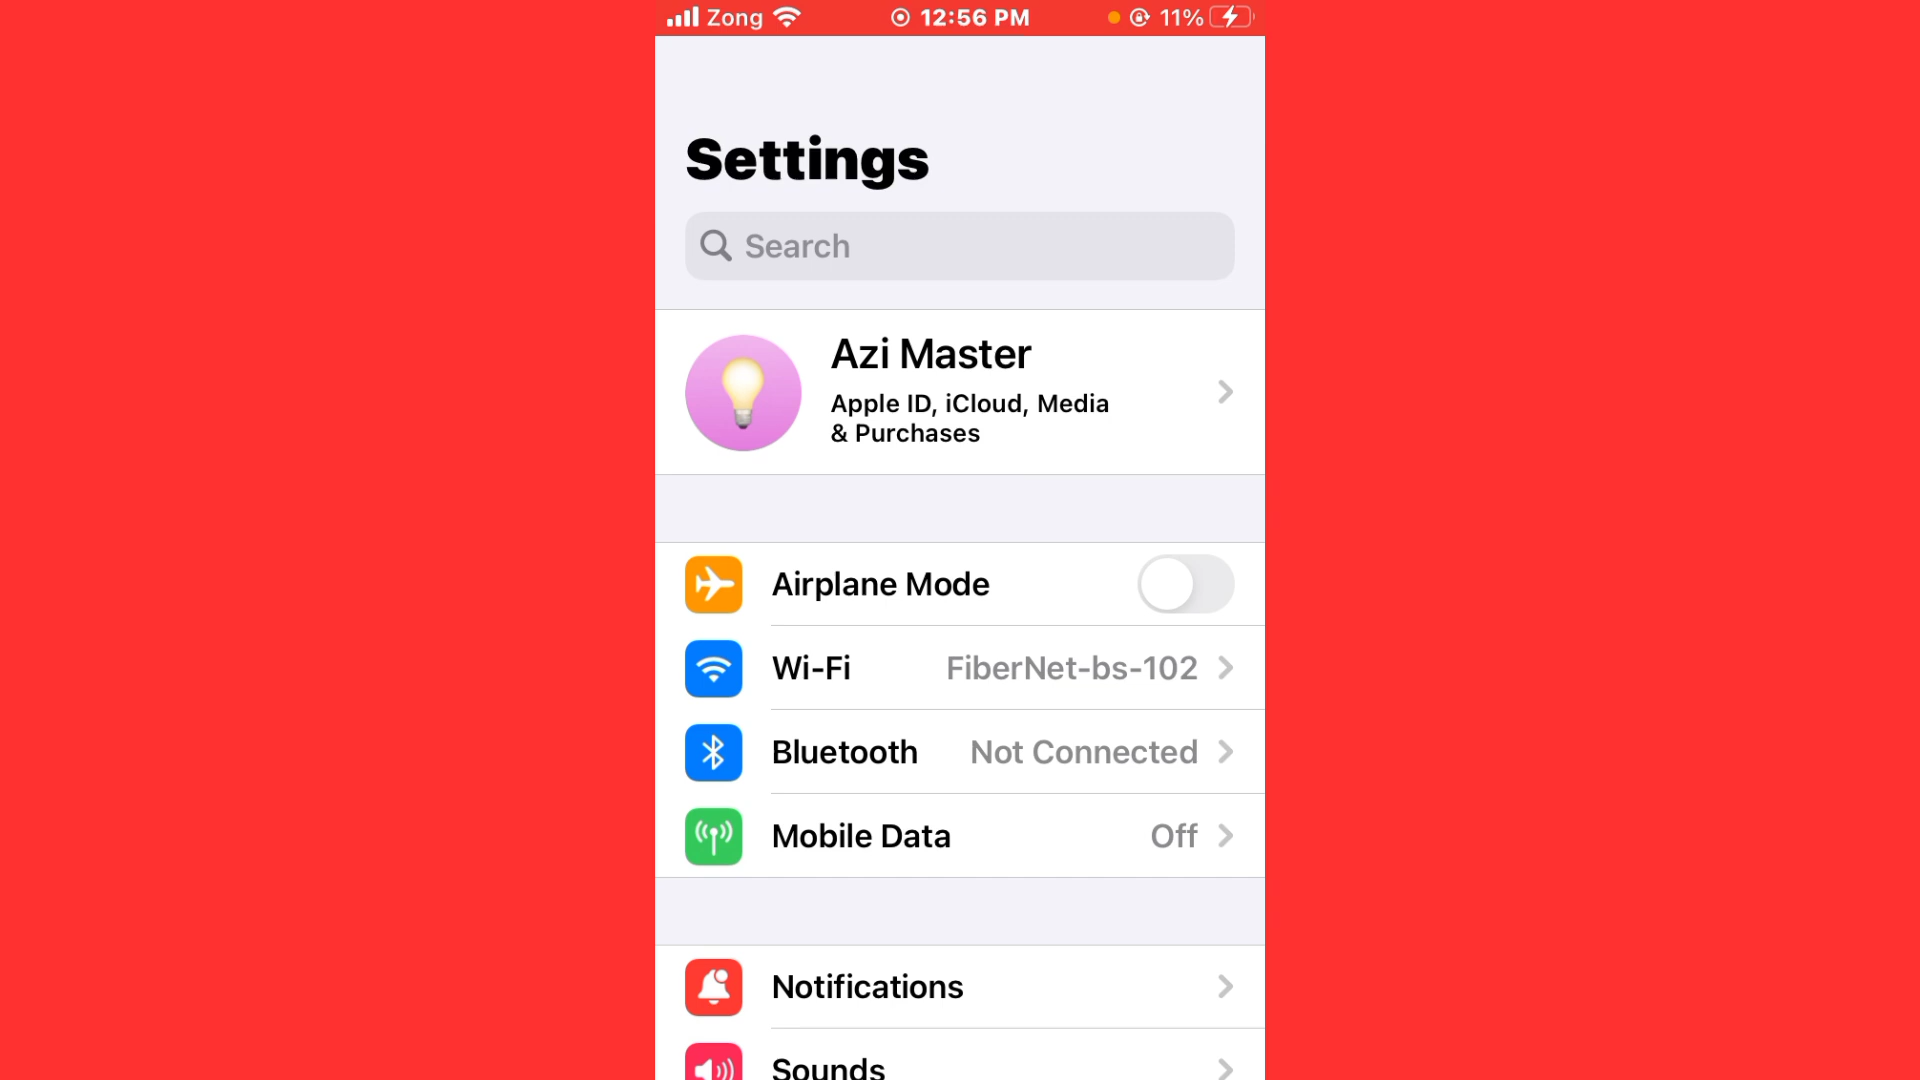 Zong 12:56 PM 11%
Settings
Search
Azi Master
Apple ID, iCloud, Media
& Purchases
Airplane Mode
Wi-Fi FiberNet-bs-102
Bluetooth Not Connected
Mobile Data Off
Notifications
Sounds